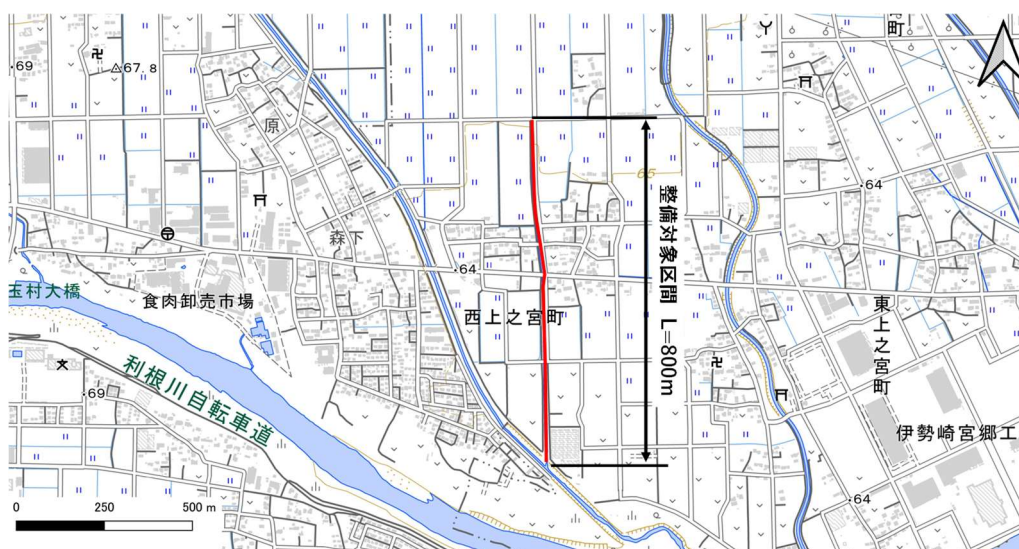 町
69
△67.8
原
65
64
整備対象区間 L=800m
森下
64
玉村大橋
食肉卸売市場
西上之宮町
東上之宮町
利根川自転車道
69
伊勢崎宮郷工
64
0 250 500 m